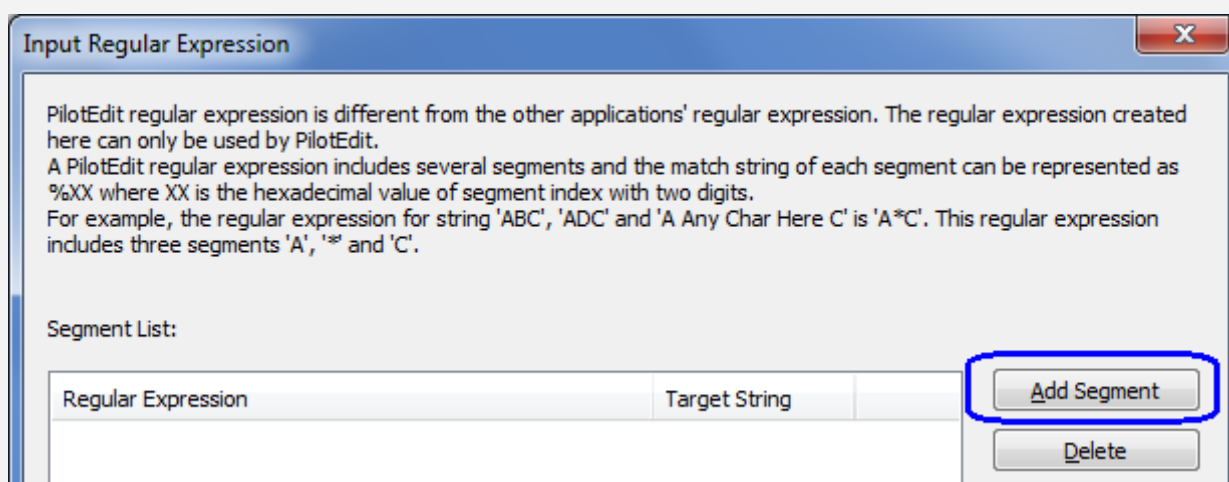 Input Regular Expression
PilotEdit regular expression is different from the other applications' regular expression. The regular expression created
here can only be used by PilotEdit.
A PilotEdit regular expression includes several segments and the match string of each segment can be represented as
%XX where XX is the hexadecimal value of segment index with two digits.
For example, the regular expression for string 'ABC', 'ADC' and 'A Any Char Here C' is 'A*C'. This regular expression
includes three segments 'A', '*' and 'C'.
Segment List:
Regular Expression Target String
Add Segment
Delete